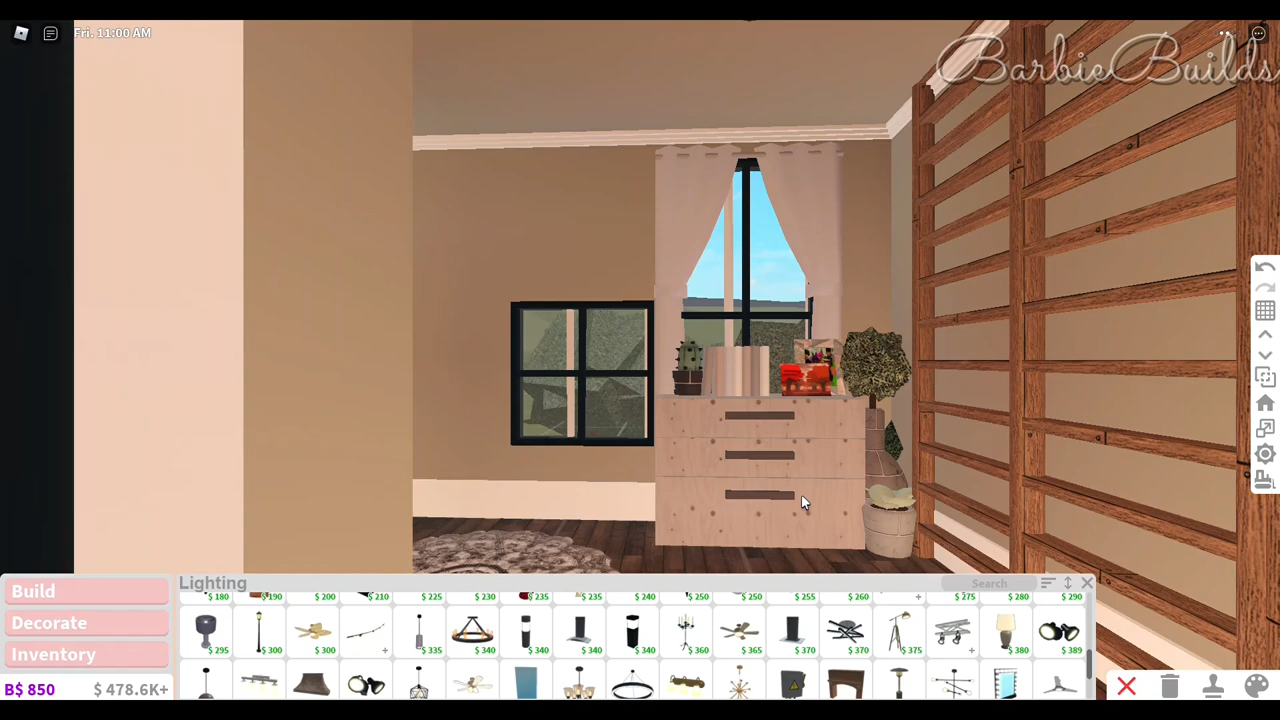 Fri. 11:00 AM
BarbieBuilds
Build
Decorate
Inventory
B$ 850 $ 478.6K+
Lighting
Search
$ 180 $190 $ 200 $ 210 $ 225 $ 230 $ 235 $ 235 $ 240 $ 250 $ 250 $ 255 $ 260 + $ 275 $ 280 $ 290
$ 295 $ 300 $ 300 + $ 335 $ 340 $ 340 $ 340 $ 340 $ 360 $ 365 $ 370 $ 370 $ 375 + $ 380 $ 389